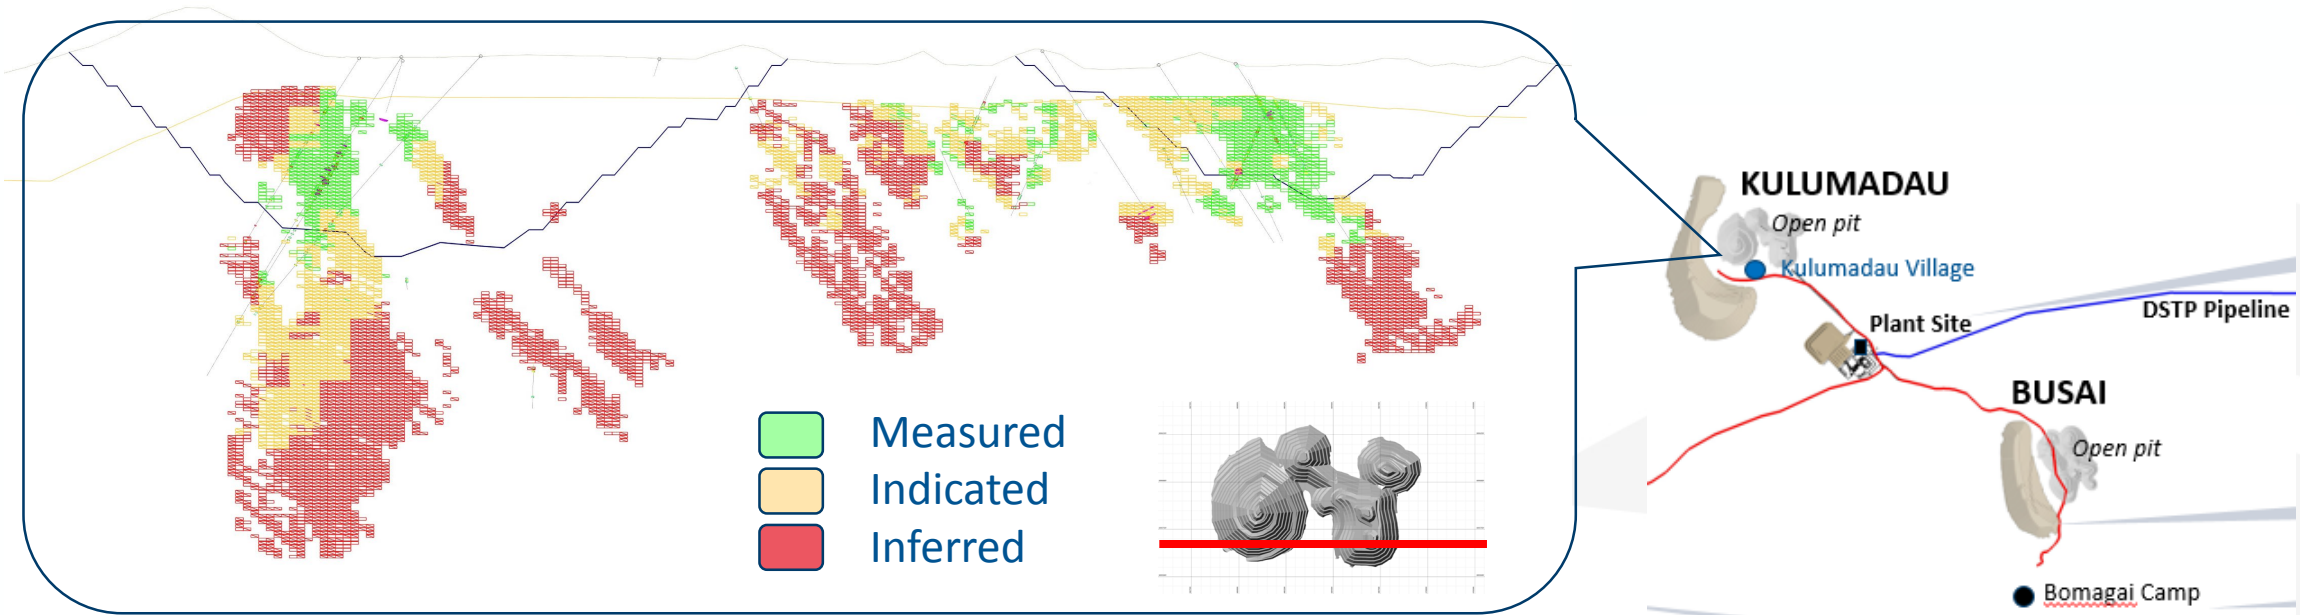 Measured
Indicated
Inferred
KULUMADAU
Open pit
Kulumadau Village
Plant Site
DSTP Pipeline
BUSAI
Open pit
Bomagai Camp